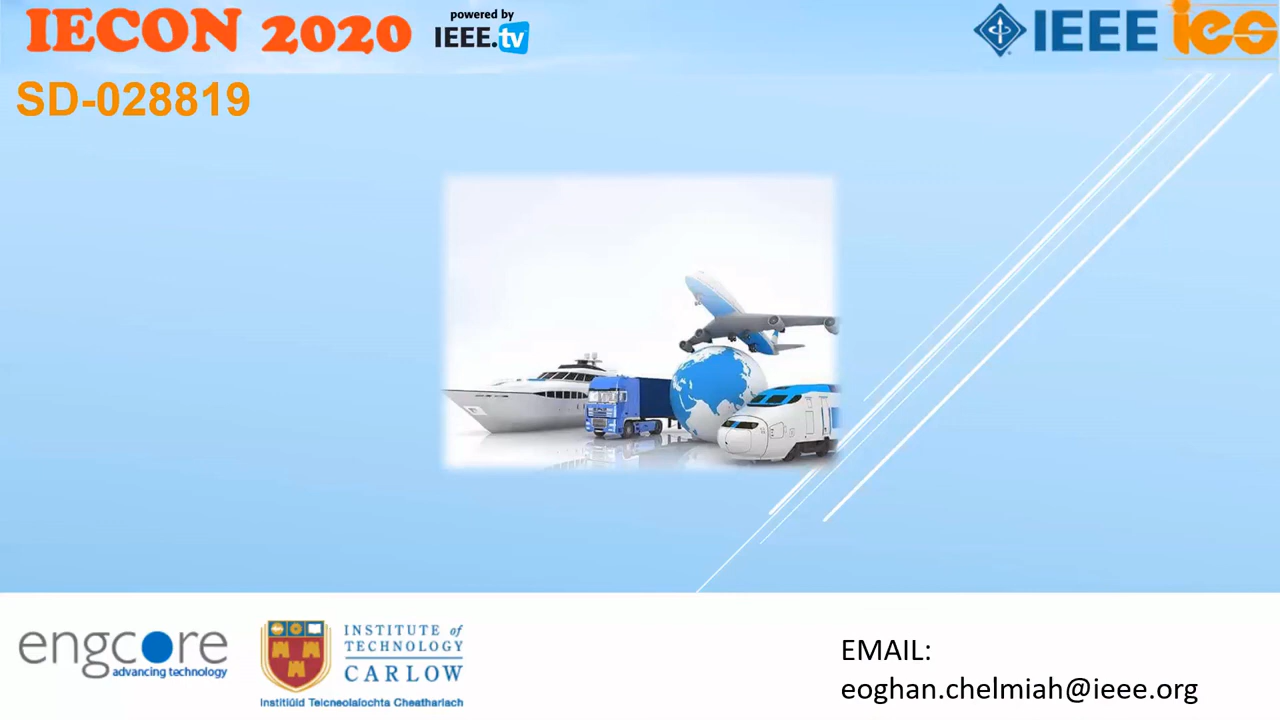 IECON 2020
powered by
IEEE.tv
IEEE ies
SD-028819
engcore
advancing technology
INSTITUTE of
TECHNOLOGY
CARLOW
Institiúid Teicneolaíochta Cheatharlach
EMAIL:
eoghan.chelmiah@ieee.org